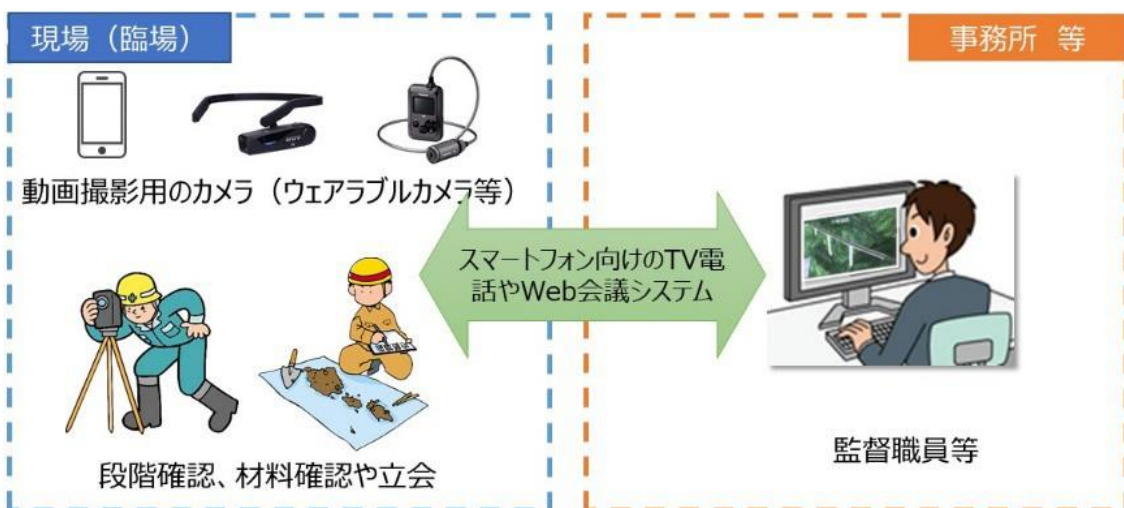 現場（臨場）
事務所 等
動画撮影用のカメラ（ウェアラブルカメラ等）
スマートフォン向けのTV電
話やWeb会議システム
段階確認、材料確認や立会
監督職員等